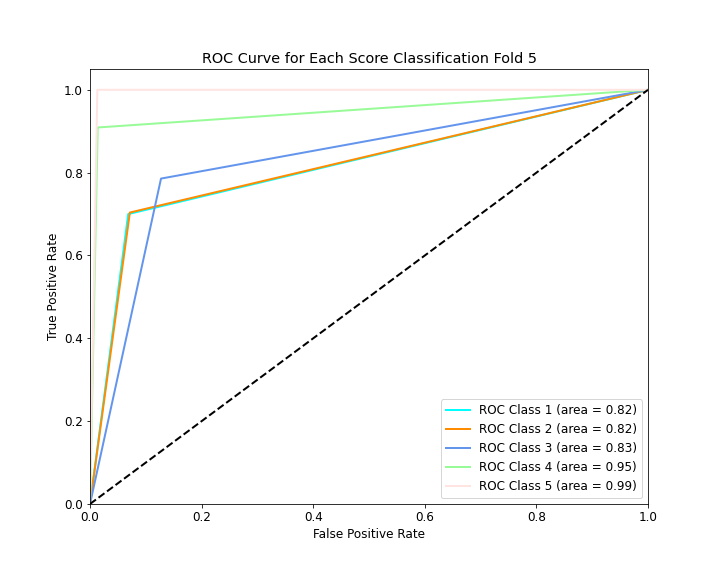 ROC Curve for Each Score Classification Fold 5
True Positive Rate
1.0
0.8
0.6
0.4
0.2
0.0
ROC Class 1 (area = 0.82)
ROC Class 2 (area = 0.82)
ROC Class 3 (area = 0.83)
ROC Class 4 (area = 0.95)
ROC Class 5 (area = 0.99)
0.0 0.2 0.4 0.6 0.8 1.0
False Positive Rate